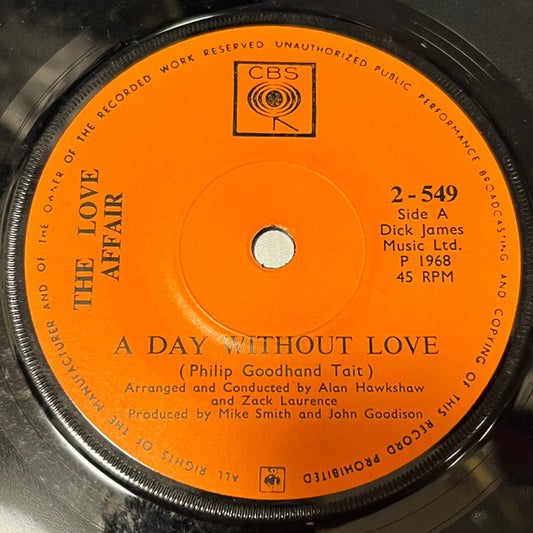 ALL RIGHTS OF THE MANUFACTURER AND OF THE OWNER OF THE RECORDED WORK RESERVED UNAUTHORIZED PUBLIC PERFORMANCE BROADCASTING AND COPYING OF THIS RECORD PROHIBITED
CBS
THE LOVE
AFFAIR
2 - 549
Side A
Dick James
Music Ltd.
P 1968
45 RPM
A DAY WITHOUT LOVE
( Philip Goodhand Tait )
Arranged and Conducted by Alan Hawkshaw
and Zack Laurence
Produced by Mike Smith and John Goodison